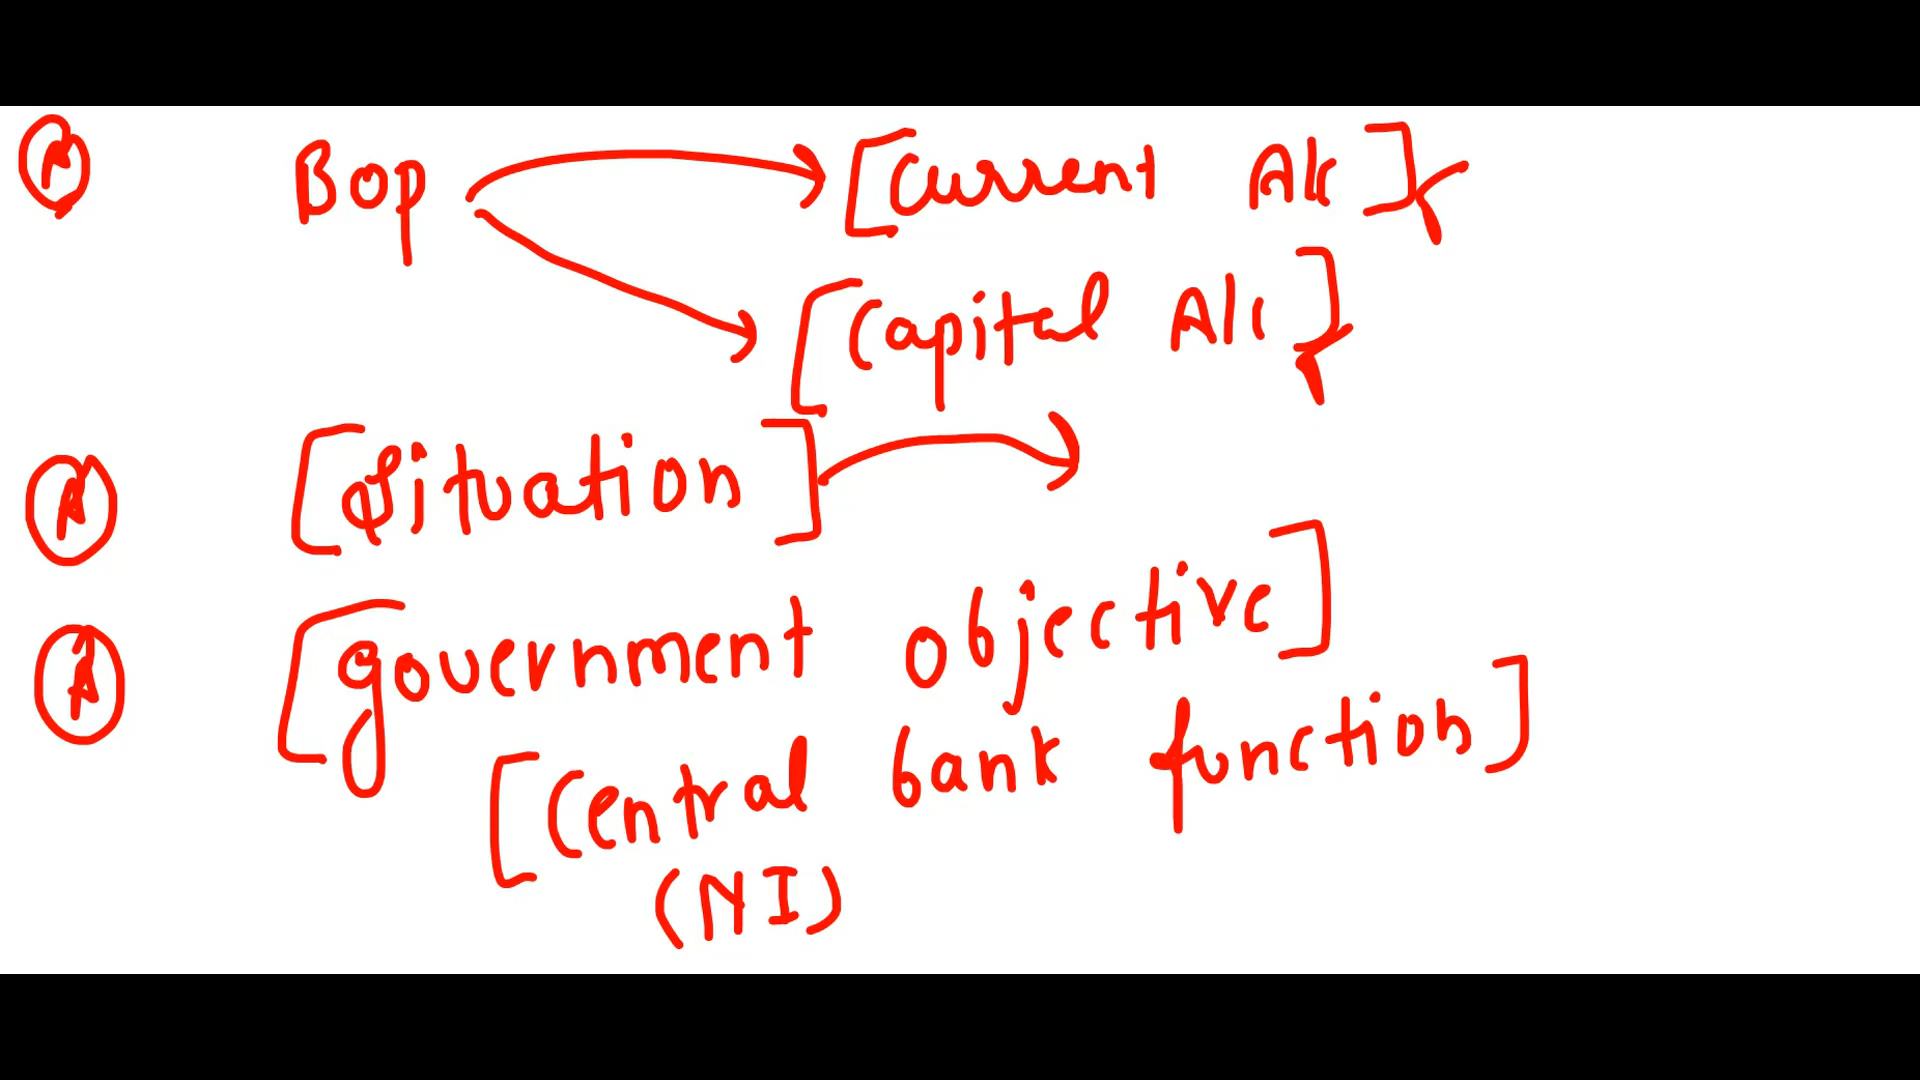 A BOP [Current A/c]
[Capital A/c]
A [Situation]
A [government objective]
[Central bank function]
(NI)